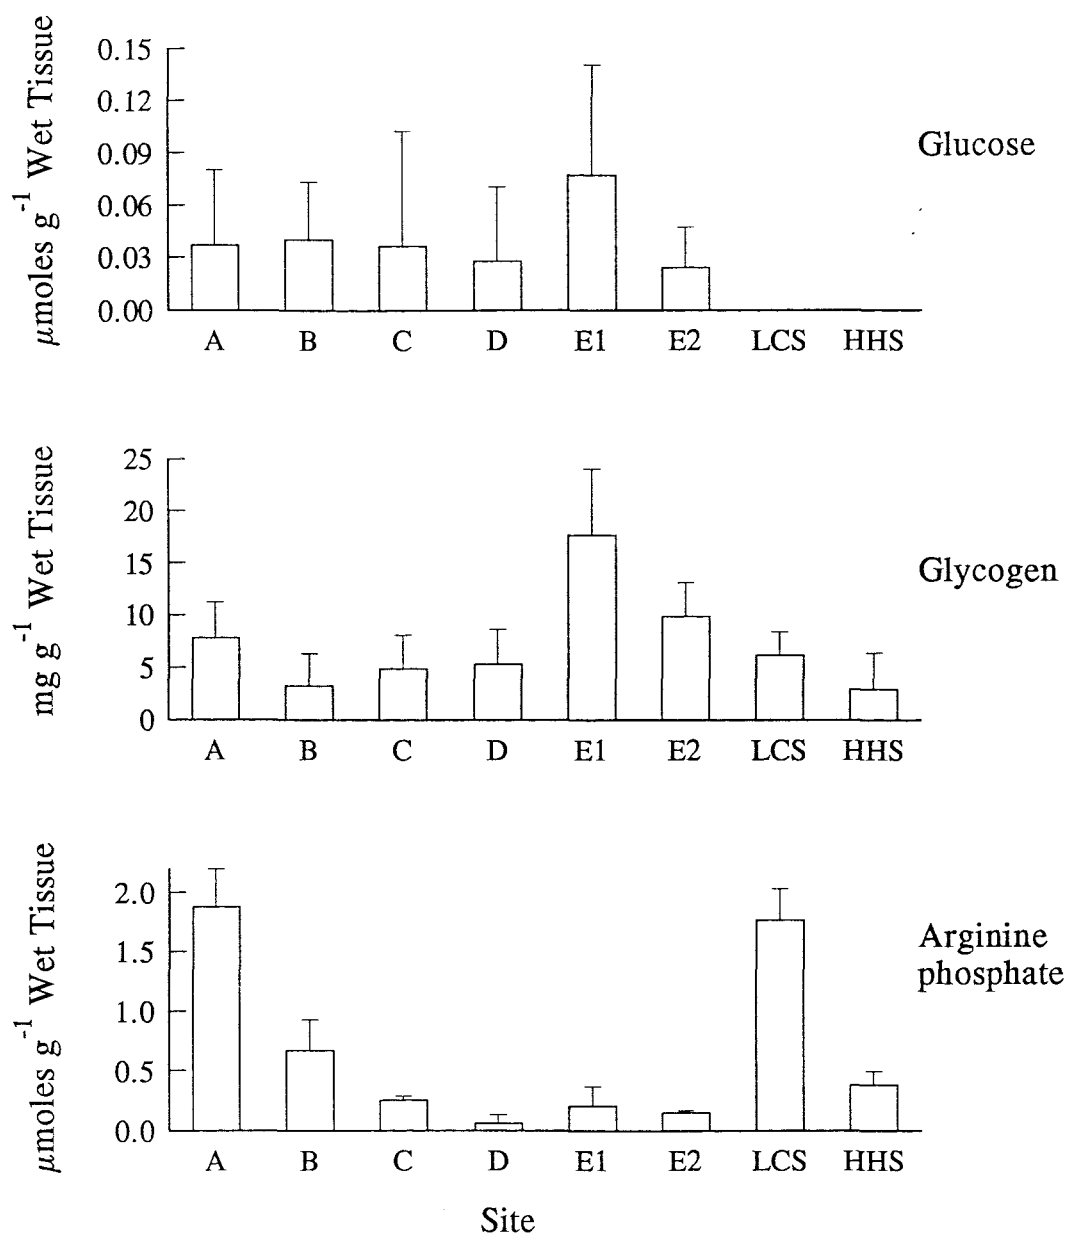 μmoles g⁻¹ Wet Tissue
0.15
0.12
0.09
0.06
0.03
0.00
A B C D E1 E2 LCS HHS
Glucose
mg g⁻¹ Wet Tissue
25
20
15
10
5
0
A B C D E1 E2 LCS HHS
Glycogen
μmoles g⁻¹ Wet Tissue
2.0
1.5
1.0
0.5
0.0
A B C D E1 E2 LCS HHS
Arginine
phosphate
Site